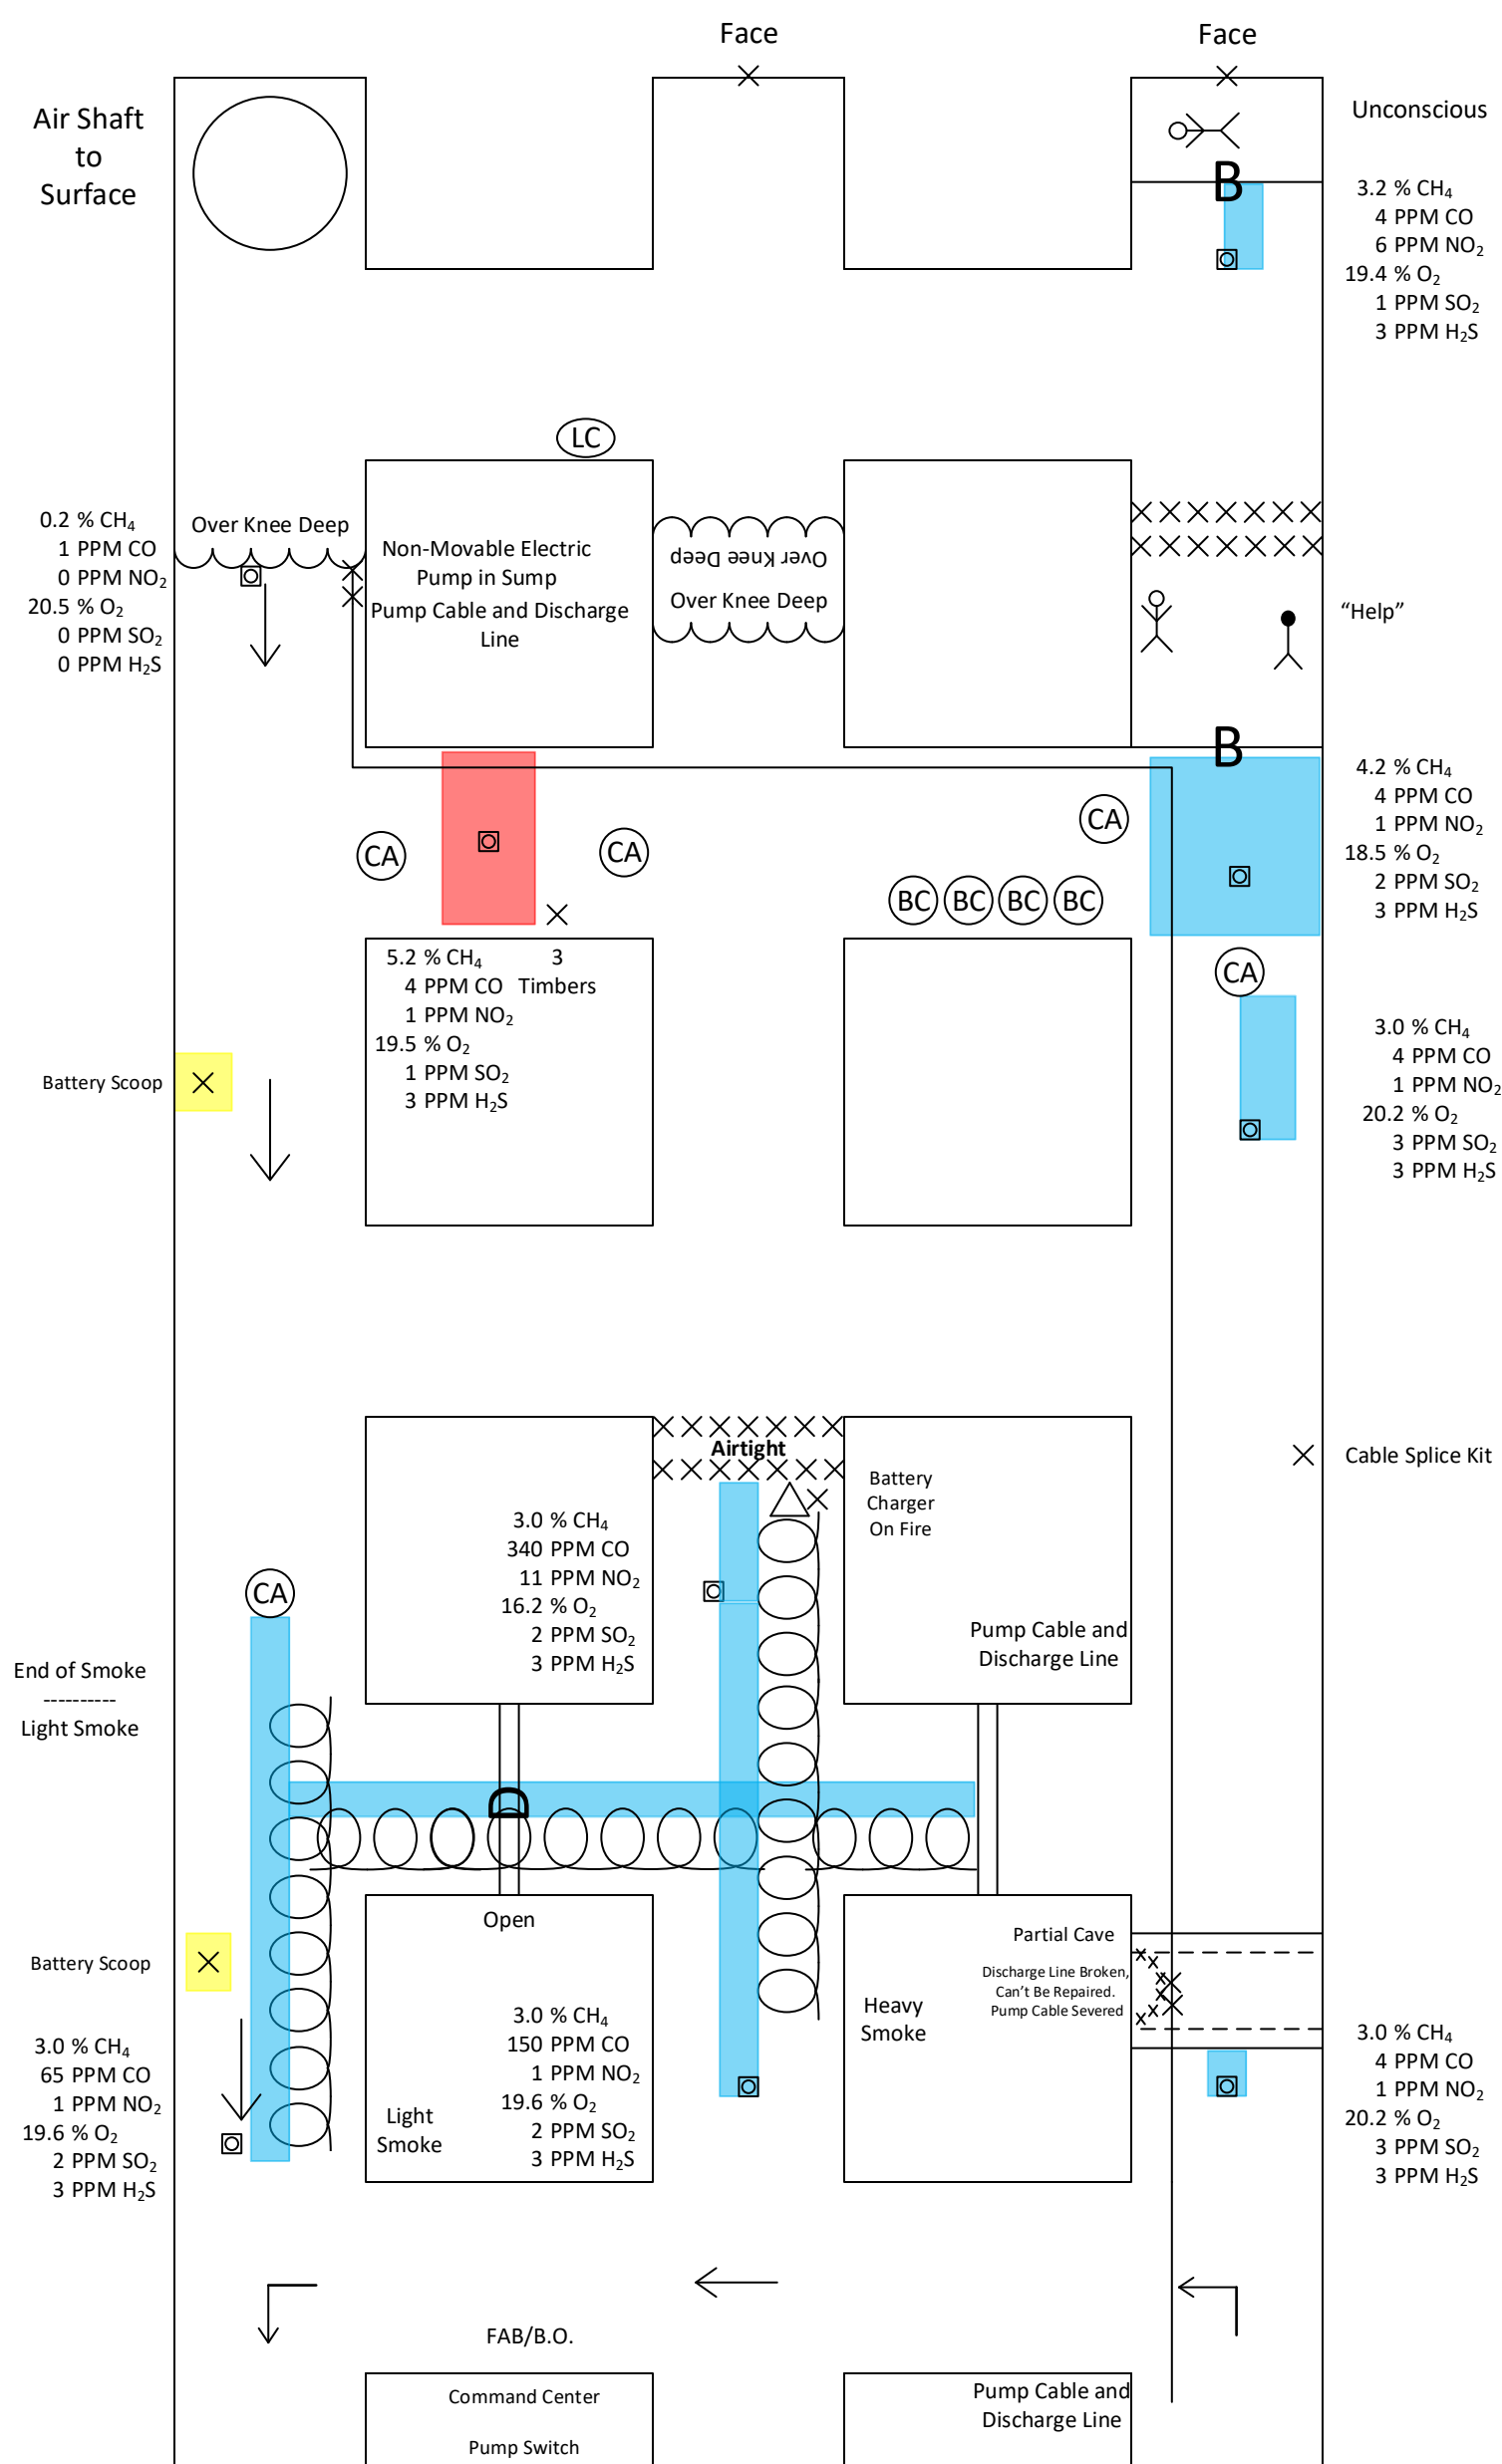 Face
Face
Air Shaft
to
Surface
Unconscious
B
3.2 % CH₄
4 PPM CO
6 PPM NO₂
19.4 % O₂
1 PPM SO₂
3 PPM H₂S
LC
0.2 % CH₄
1 PPM CO
0 PPM NO₂
20.5 % O₂
0 PPM SO₂
0 PPM H₂S
Over Knee Deep
Non-Movable Electric
Pump in Sump
Pump Cable and Discharge
Line
Over Knee Deep
Over Knee Deep
"Help"
B
4.2 % CH₄
4 PPM CO
1 PPM NO₂
18.5 % O₂
2 PPM SO₂
3 PPM H₂S
CA
CA
CA
BC BC BC BC
5.2 % CH₄
4 PPM CO
1 PPM NO₂
19.5 % O₂
1 PPM SO₂
3 PPM H₂S
3
Timbers
CA
3.0 % CH₄
4 PPM CO
1 PPM NO₂
20.2 % O₂
3 PPM SO₂
3 PPM H₂S
Battery Scoop
Airtight
Cable Splice Kit
Battery
Charger
On Fire
3.0 % CH₄
340 PPM CO
11 PPM NO₂
16.2 % O₂
2 PPM SO₂
3 PPM H₂S
CA
Pump Cable and
Discharge Line
End of Smoke
----------
Light Smoke
D
Open
Partial Cave
Discharge Line Broken,
Can't Be Repaired.
Pump Cable Severed
Battery Scoop
Heavy
Smoke
3.0 % CH₄
65 PPM CO
1 PPM NO₂
19.6 % O₂
2 PPM SO₂
3 PPM H₂S
Light
Smoke
3.0 % CH₄
150 PPM CO
1 PPM NO₂
19.6 % O₂
2 PPM SO₂
3 PPM H₂S
3.0 % CH₄
4 PPM CO
1 PPM NO₂
20.2 % O₂
3 PPM SO₂
3 PPM H₂S
FAB/B.O.
Command Center
Pump Switch
Pump Cable and
Discharge Line